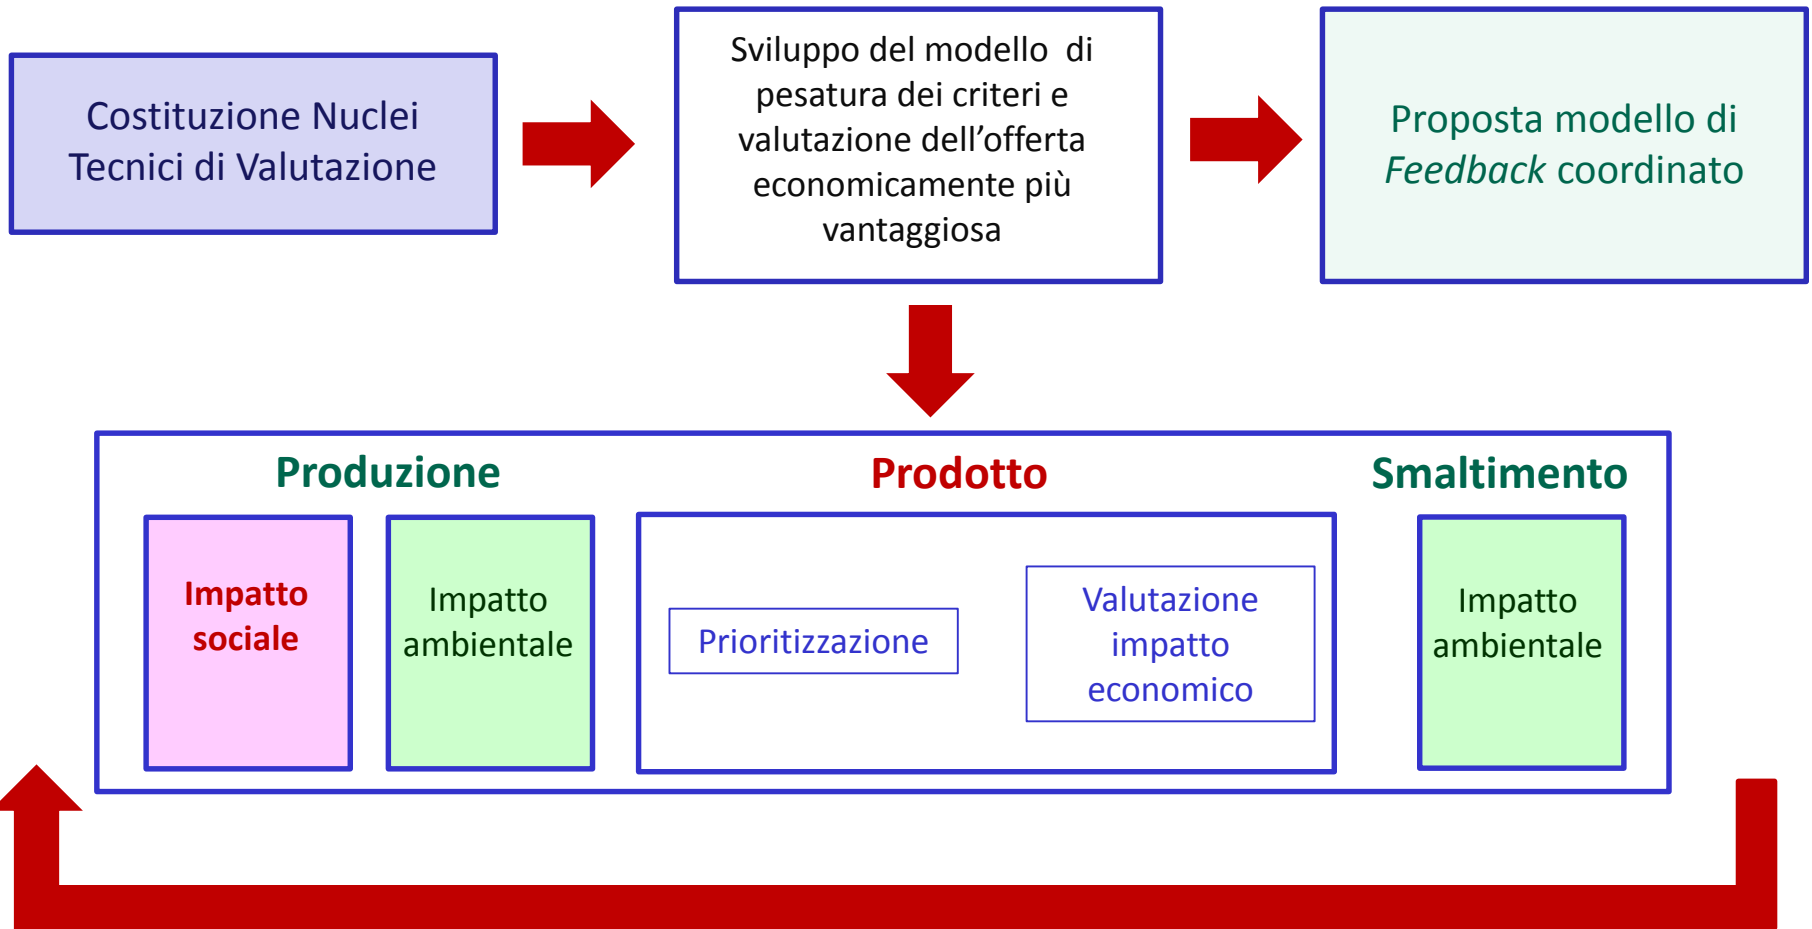 Costituzione Nuclei
Tecnici di Valutazione
Sviluppo del modello di
pesatura dei criteri e
valutazione dell’offerta
economicamente più
vantaggiosa
Proposta modello di
Feedback coordinato
Produzione
Prodotto
Smaltimento
Impatto
sociale
Impatto
ambientale
Prioritizzazione
Valutazione
impatto
economico
Impatto
ambientale